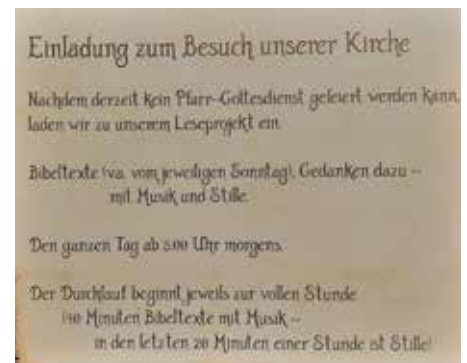 Einladung zum Besuch unserer Kirche
Nachdem derzeit kein Pfarr-Gottesdienst gefeiert werden kann,
laden wir zu unserem Leseprojekt ein.
Bibeltexte (v.a. vom jeweiligen Sonntag), Gedanken dazu –
mit Musik und Stille.
Den ganzen Tag ab 5.00 Uhr morgens.
Der Durchlauf beginnt jeweils zur vollen Stunde
(40 Minuten Bibeltexte mit Musik –
in den letzten 20 Minuten einer Stunde ist Stille)